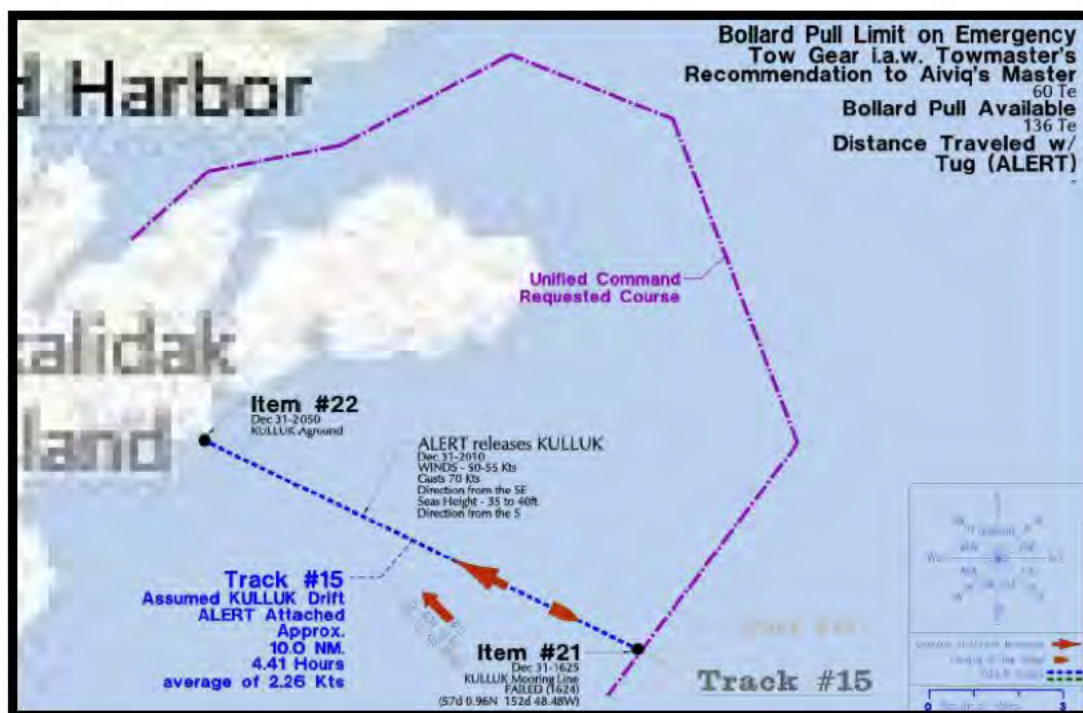 Bollard Pull Limit on Emergency
Tow Gear i.a.w. Towmaster's
Recommendation to Aiviq's Master
60 Te
Bollard Pull Available
136 Te
Distance Traveled w/
Tug (ALERT)
-
d Harbor
Unified Command
Requested Course
alidak
land
Item #22
Dec 31-2050
KULLUK Aground
ALERT releases KULLUK
Dec 31-2010
WINDS - 50-55 Kts
Gusts 70 Kts
Direction from the SE
Seas Height - 35 to 40ft
Direction from the S
Track #15
Assumed KULLUK Drift
ALERT Attached
Approx.
10.0 NM.
4.41 Hours
average of 2.26 Kts
Item #21
Dec 31-1625
KULLUK Mooring Line
FAILED (1624)
(57d 0.96N 152d 48.48W)
Track #15
0 3